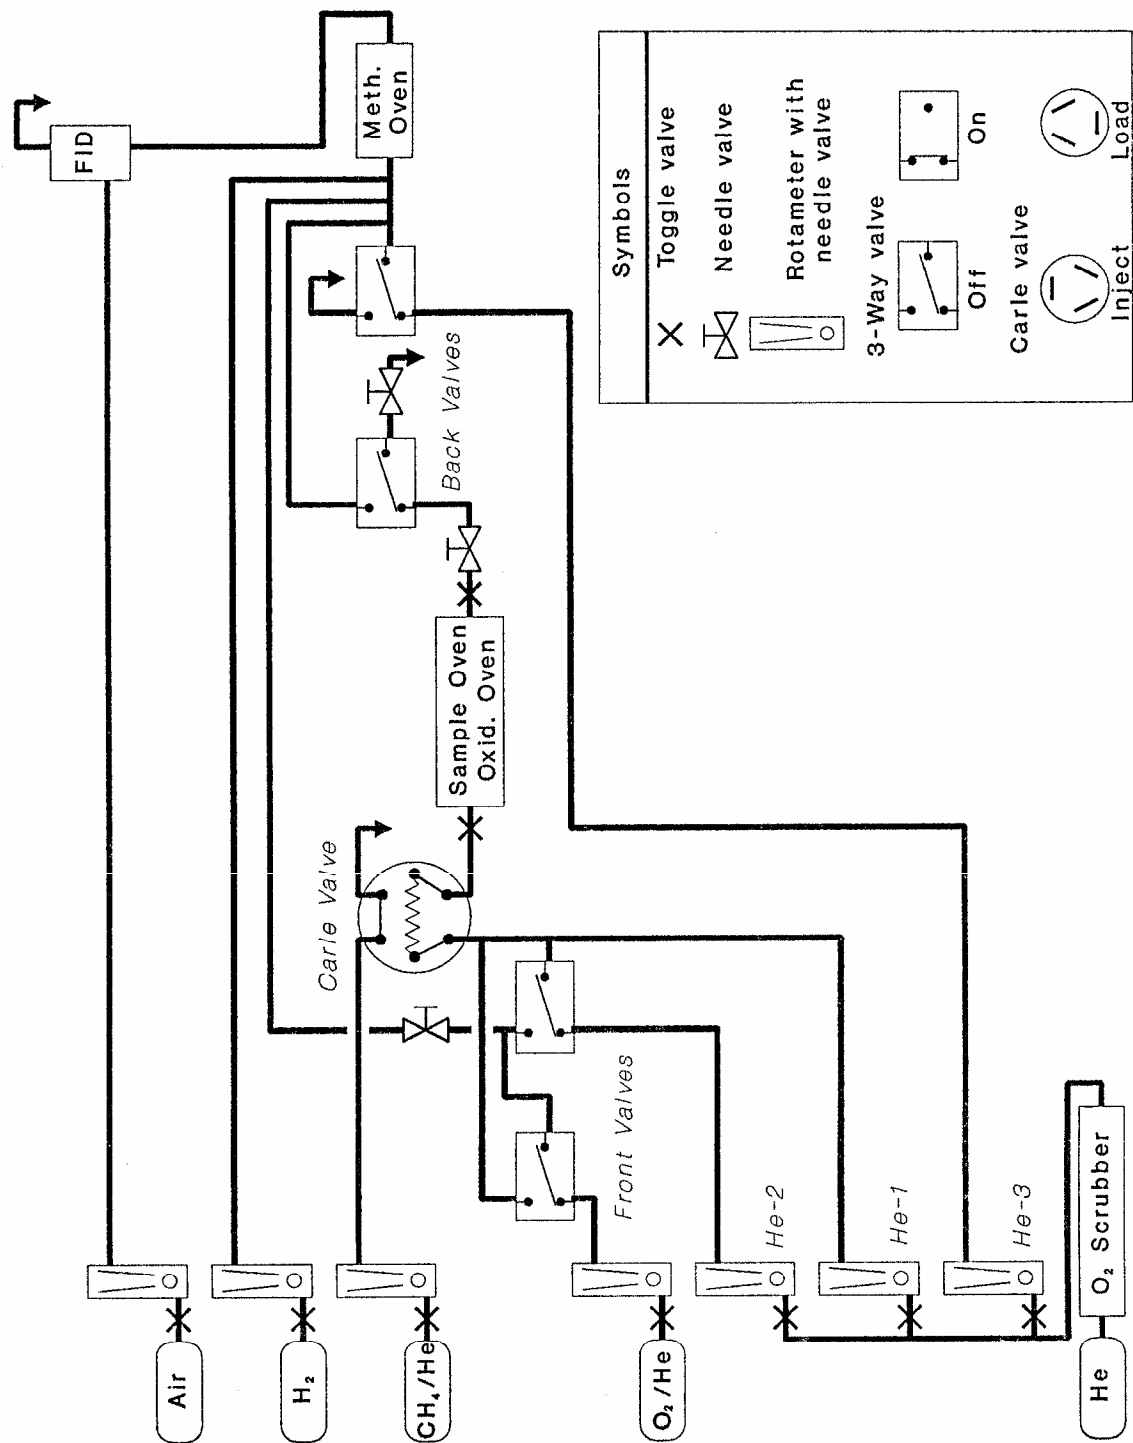 FID
Meth.
Oven
Back Valves
Sample Oven
Oxid. Oven
Carle Valve
Front Valves
He-2
He-1
He-3
O₂ Scrubber
Air
H₂
CH₄/He
O₂/He
He
Symbols
Toggle valve
Needle valve
Rotameter with
needle valve
3-Way valve
Off
On
Carle valve
Inject
Load